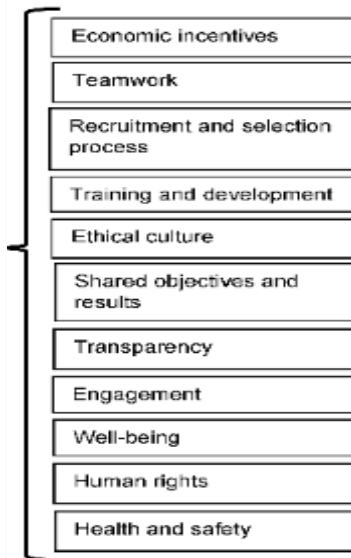 Economic incentives
Teamwork
Recruitment and selection
process
Training and development
Ethical culture
Shared objectives and
results
Transparency
Engagement
Well-being
Human rights
Health and safety